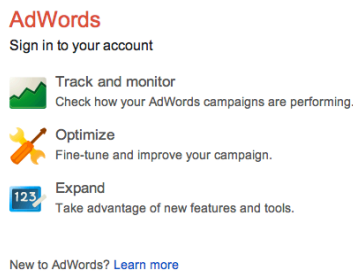 AdWords
Sign in to your account
Track and monitor
Check how your AdWords campaigns are performing.
Optimize
Fine-tune and improve your campaign.
123
Expand
Take advantage of new features and tools.
New to AdWords? Learn more